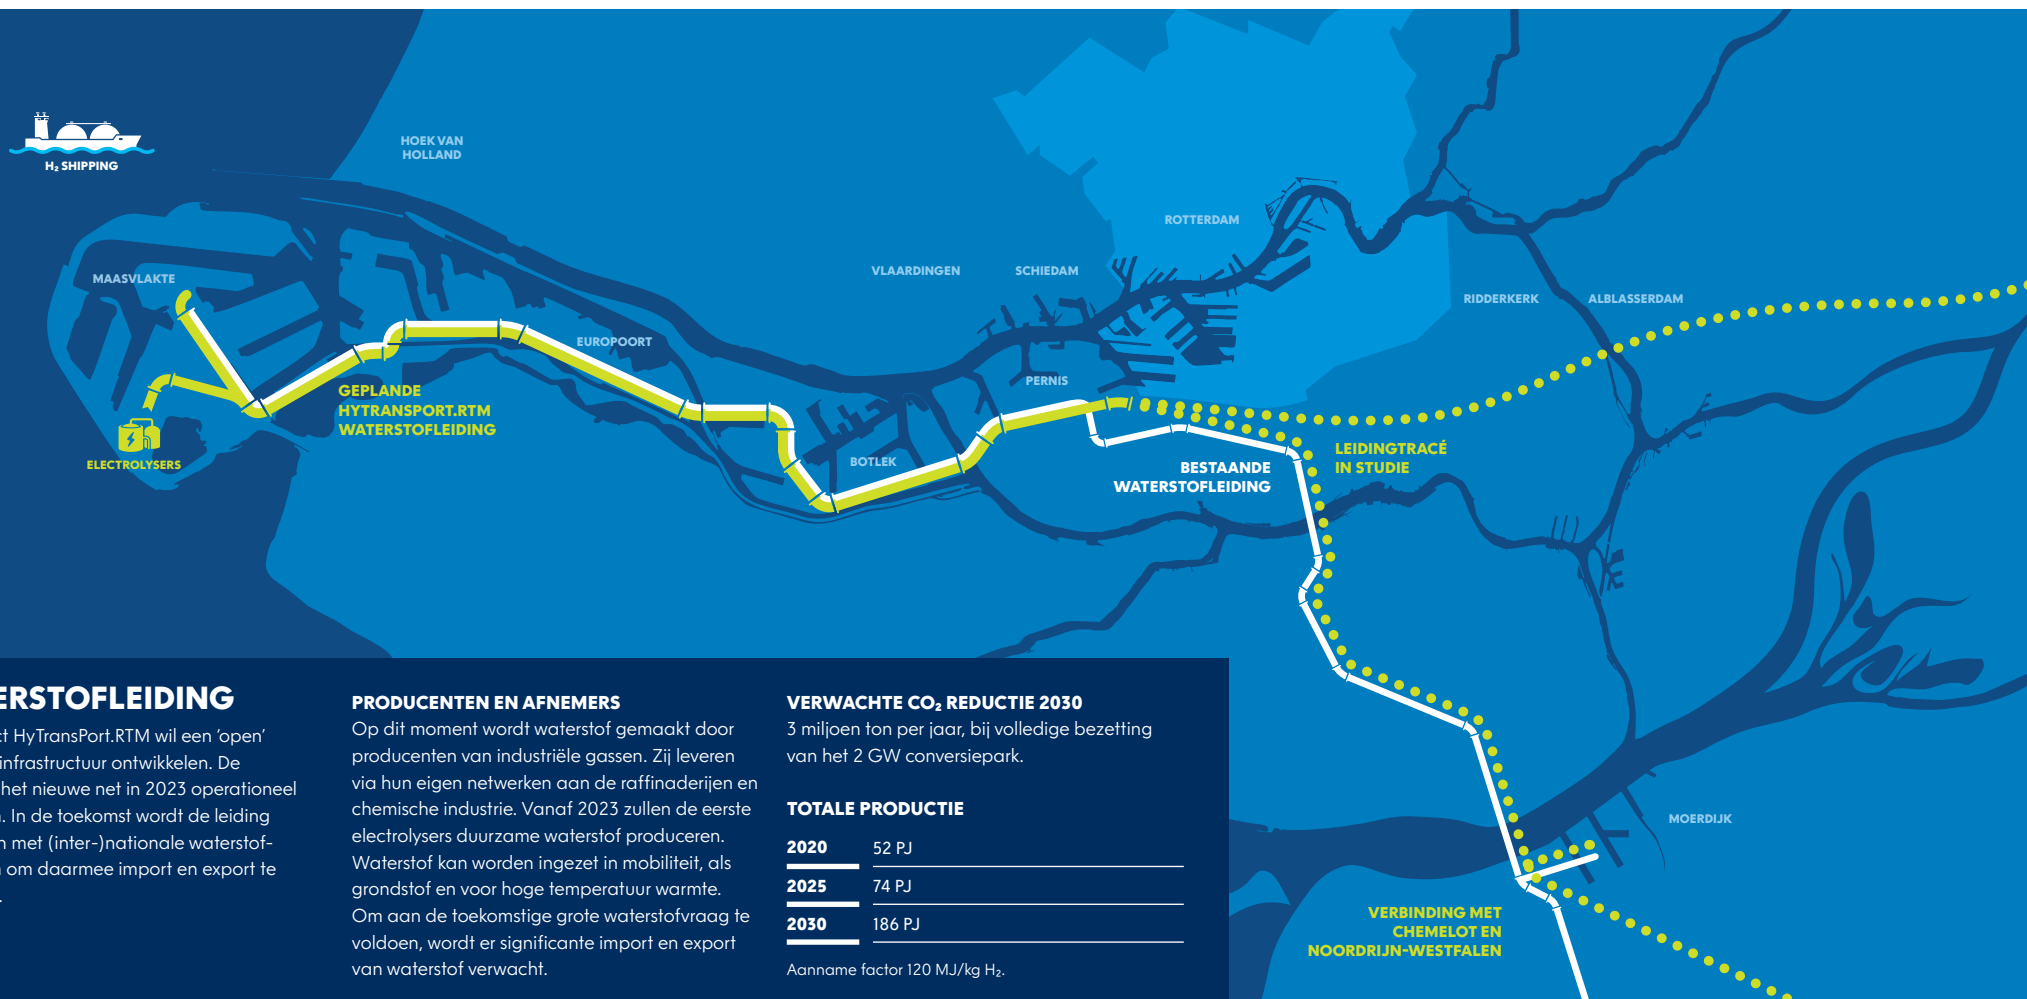 H₂ SHIPPING
HOEK VAN
HOLLAND
MAASVLAKTE
ELECTROLYSERS
GEPLANDE
HYTRANSPORT.RTM
WATERSTOFLEIDING
EUROPOORT
BOTLEK
VLAARDINGEN
SCHIEDAM
PERNIS
ROTTERDAM
RIDDERKERK
ALBLASSERDAM
BESTAANDE
WATERSTOFLEIDING
LEIDINGTRACÉ
IN STUDIE
MOERDIJK
VERBINDING MET
CHEMELOT EN
NOORDRIJN-WESTFALEN
ERSTOFLEIDING
ct HyTransPort.RTM wil een ‘open’
infrastructuur ontwikkelen. De
het nieuwe net in 2023 operationeel
. In de toekomst wordt de leiding
n met (inter-)nationale waterstof-
om daarmee import en export te
.
PRODUCENTEN EN AFNEMERS
Op dit moment wordt waterstof gemaakt door
producenten van industriële gassen. Zij leveren
via hun eigen netwerken aan de raffinaderijen en
chemische industrie. Vanaf 2023 zullen de eerste
electrolysers duurzame waterstof produceren.
Waterstof kan worden ingezet in mobiliteit, als
grondstof en voor hoge temperatuur warmte.
Om aan de toekomstige grote waterstofvraag te
voldoen, wordt er significante import en export
van waterstof verwacht.
VERWACHTE CO₂ REDUCTIE 2030
3 miljoen ton per jaar, bij volledige bezetting
van het 2 GW conversiepark.
TOTALE PRODUCTIE
2020 52 PJ
2025 74 PJ
2030 186 PJ
Aanname factor 120 MJ/kg H₂.